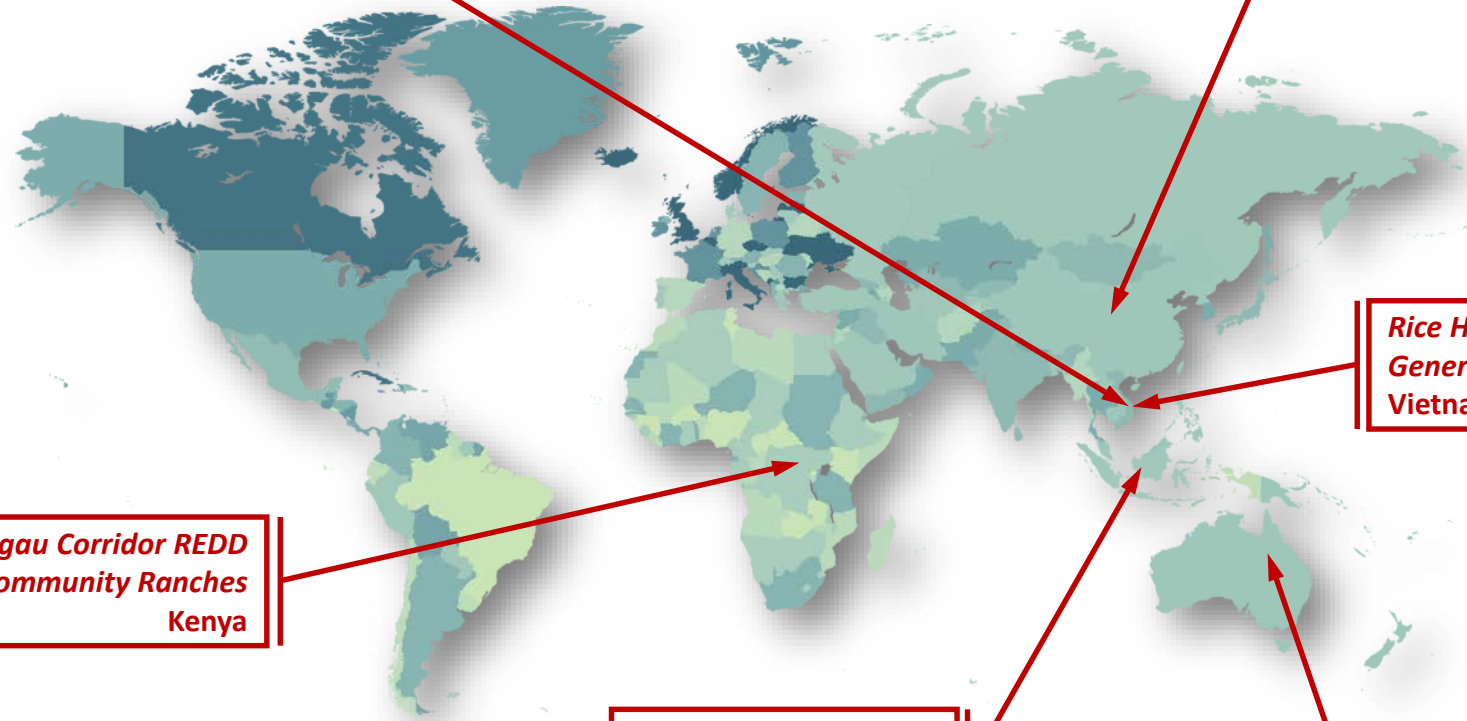 Rice H
Gener
Vietna
gau Corridor REDD
ommunity Ranches
Kenya